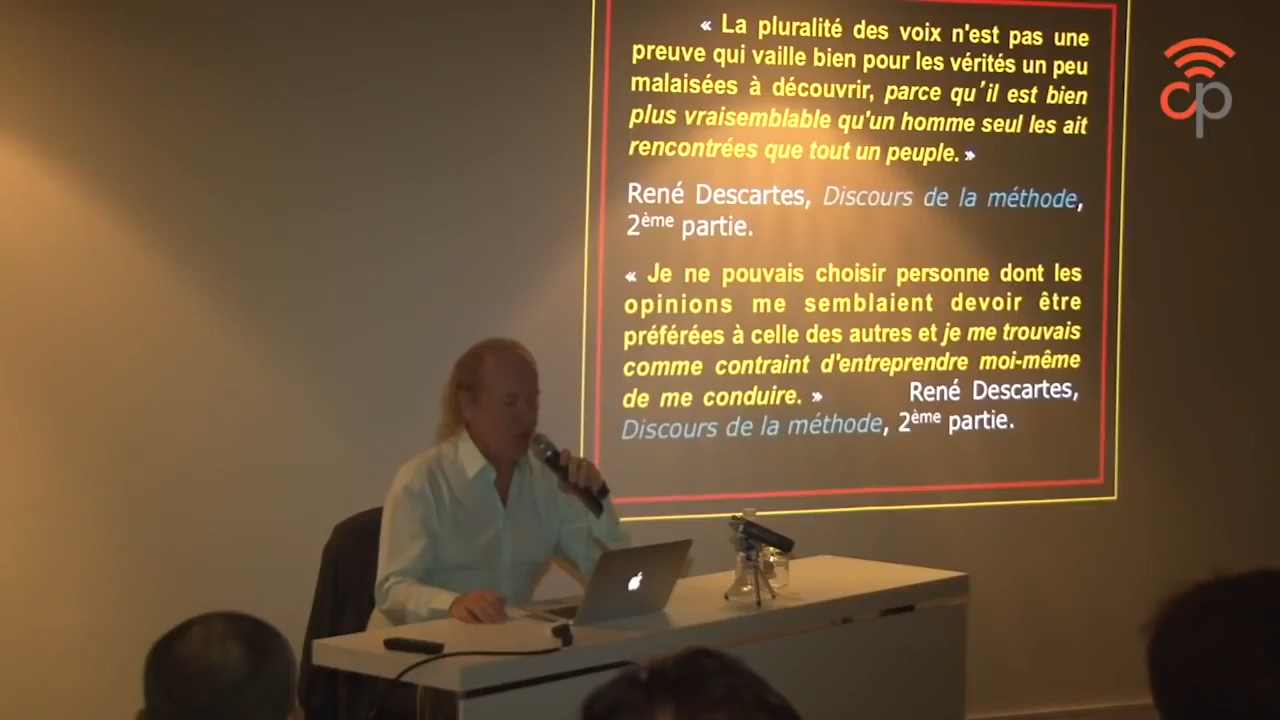 « La pluralité des voix n'est pas une
preuve qui vaille bien pour les vérités un peu
malaisées à découvrir, parce qu'il est bien
plus vraisemblable qu'un homme seul les ait
rencontrées que tout un peuple. »
René Descartes, Discours de la méthode,
2ème partie.
« Je ne pouvais choisir personne dont les
opinions me semblaient devoir être
préférées à celle des autres et je me trouvais
comme contraint d'entreprendre moi-même
de me conduire. » René Descartes,
Discours de la méthode, 2ème partie.
cp